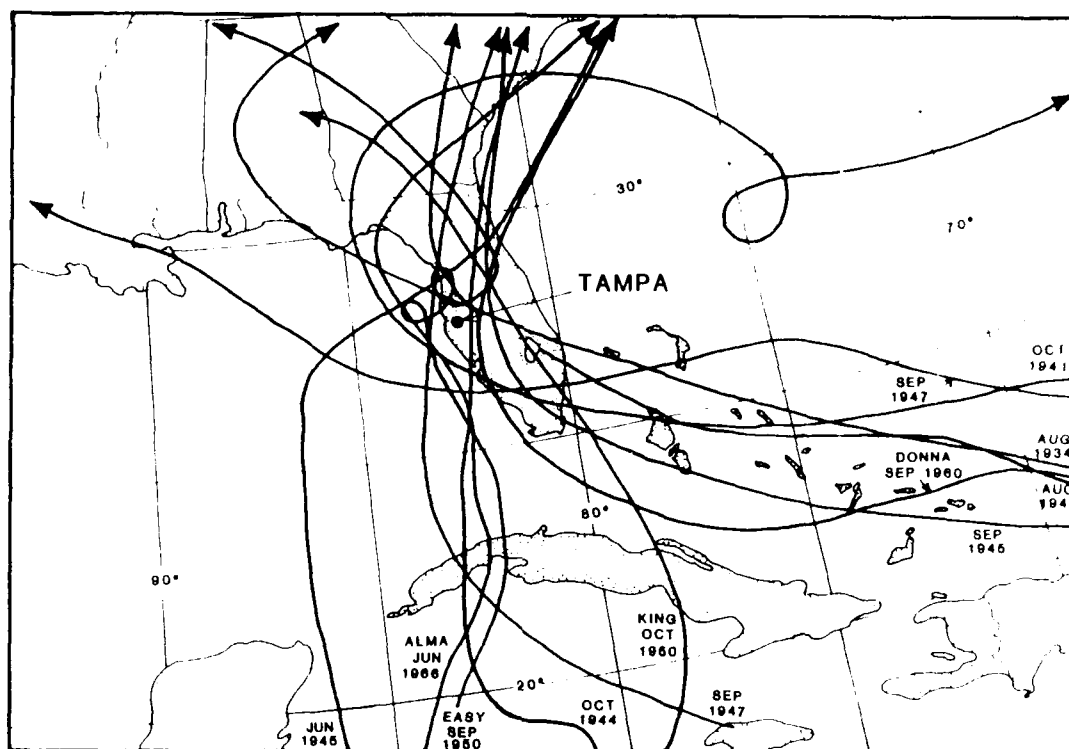 30°
70°
TAMPA
OCT
1941
SEP
1947
AUG
1934
DONNA
SEP 1960
AUG
SEP
1945
80°
90°
ALMA
JUN
1966
KING
OCT
1950
20°
SEP
1947
OCT
1944
EASY
SEP
1950
JUN
1945